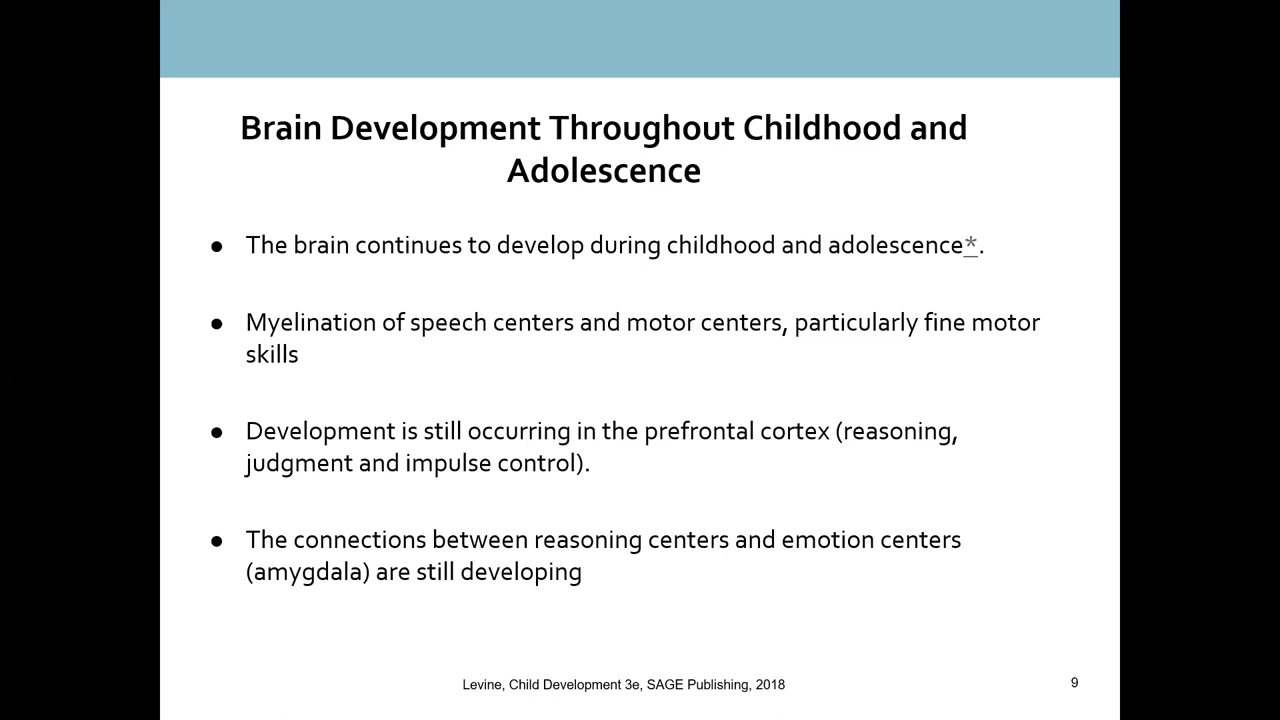 Brain Development Throughout Childhood and
Adolescence
● The brain continues to develop during childhood and adolescence*.
● Myelination of speech centers and motor centers, particularly fine motor
skills
● Development is still occurring in the prefrontal cortex (reasoning,
judgment and impulse control).
● The connections between reasoning centers and emotion centers
(amygdala) are still developing
Levine, Child Development 3e, SAGE Publishing, 2018
9